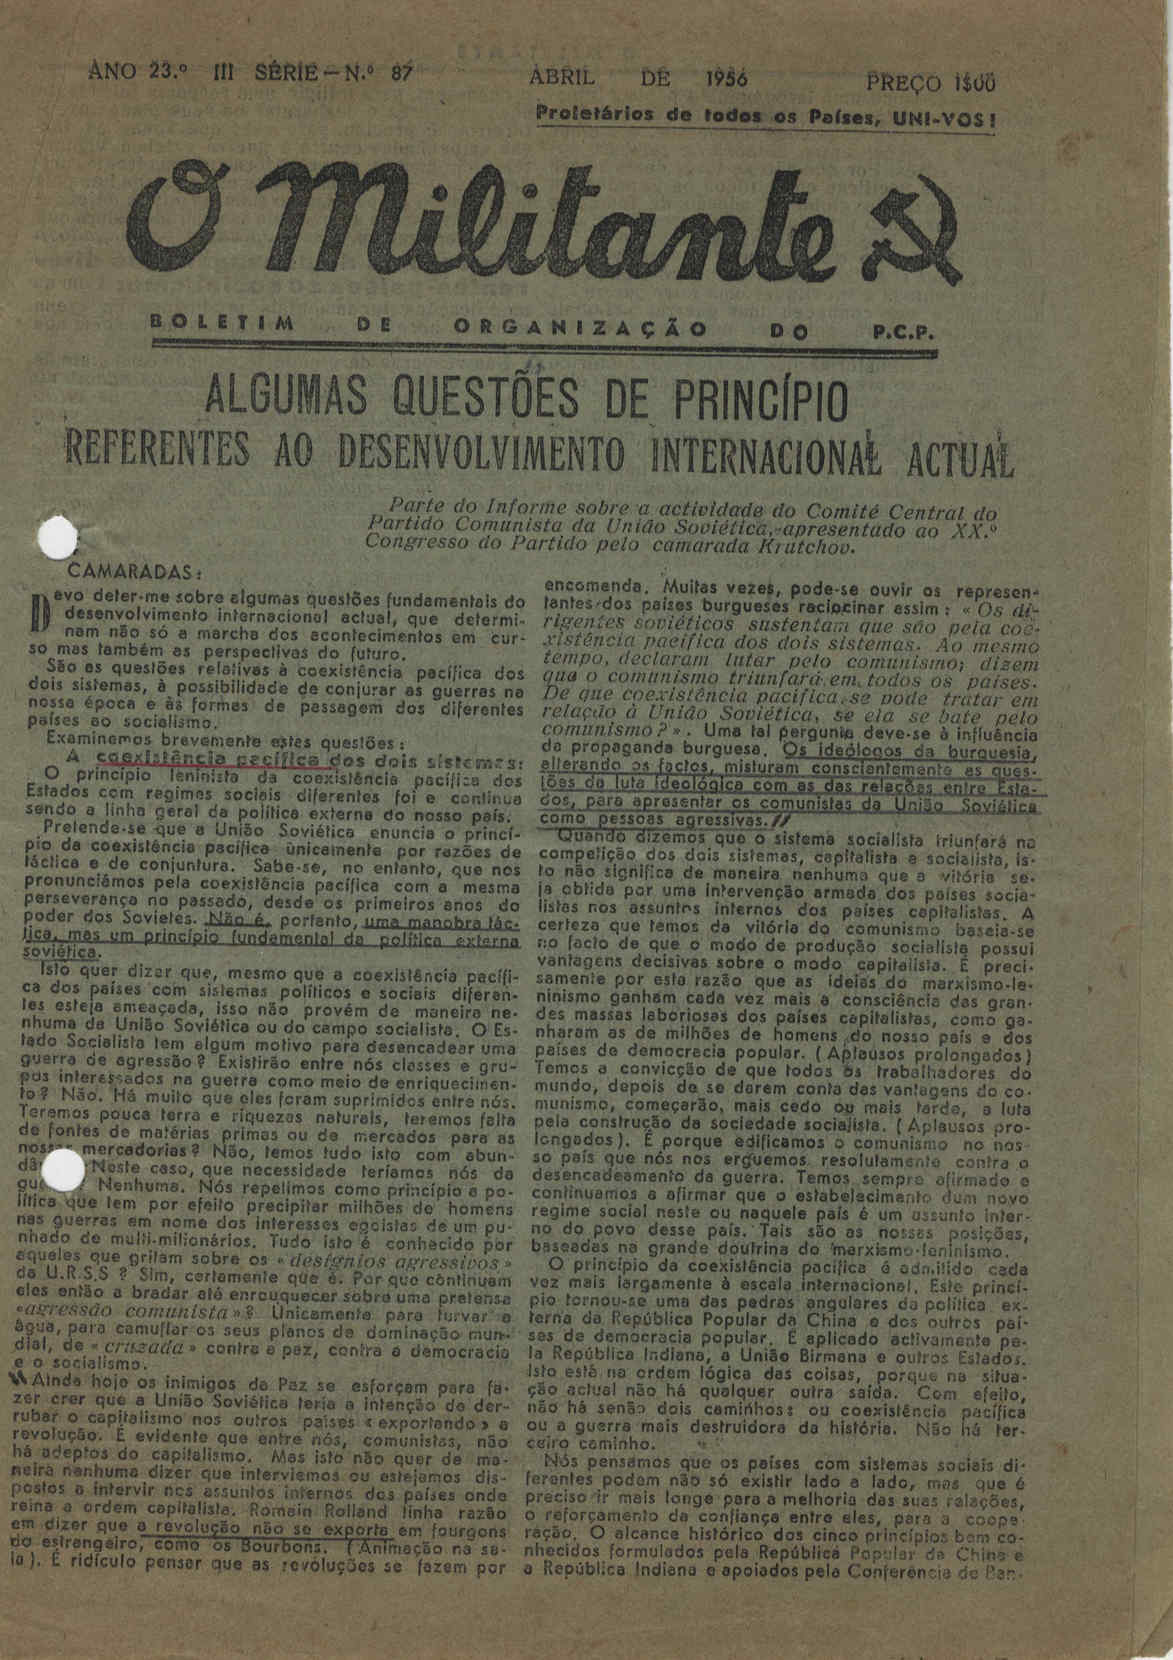 ANO 23.º III SÉRIE — N.º 87 ABRIL DE 1956 PREÇO 1$00
Proletários de todos os Países, UNI-VOS!
O Militante
BOLETIM DE ORGANIZAÇÃO DO P.C.P.
ALGUMAS QUESTÕES DE PRINCÍPIO
REFERENTES AO DESENVOLVIMENTO INTERNACIONAL ACTUAL
Parte do Informe sobre a actividade do Comité Central do
Partido Comunista da União Soviética, apresentado ao XX.º
Congresso do Partido pelo camarada Krutchov.
CAMARADAS:
Devo deter-me sobre algumas questões fundamentais do
desenvolvimento internacional actual, que determi-
nam não só a marcha dos acontecimentos em cur-
so mas também as perspectivas do futuro.
São as questões relativas à coexistência pacífica dos
dois sistemas, à possibilidade de conjurar as guerras na
nossa época e às formas de passagem dos diferentes
países ao socialismo.
Examinemos brevemente estes questões:
A coexistência pacífica dos dois sistemas:
O princípio leninista da coexistência pacífica dos
Estados com regimes sociais diferentes foi e continua
sendo a linha geral da política externa do nosso país.
Pretende-se que a União Soviética enuncia o princí-
pio da coexistência pacífica ùnicamente por razões de
táctica e de conjuntura. Sabe-se, no entanto, que nos
pronunciámos pela coexistência pacífica com a mesma
perseverança no passado, desde os primeiros anos do
poder dos Sovietes. Não é, portanto, uma manobra tác-
tica, mas um princípio fundamental da política externa
soviética.
Isto quer dizer que, mesmo que a coexistência pacífi-
ca dos países com sistemas políticos e sociais diferen-
tes esteja ameaçada, isso não provém de maneira ne-
nhuma da União Soviética ou do campo socialista. O Es-
tado Socialista tem algum motivo para desencadear uma
guerra de agressão? Existirão entre nós classes e gru-
pos interessados na guerra como meio de enriquecimen-
to? Não. Há muito que eles foram suprimidos entre nós.
Teremos pouca terra e riquezas naturais, teremos falta
de fontes de matérias primas ou de mercados para as
mercadorias? Não, temos tudo isto com abun-
Neste caso, que necessidade teríamos nós da
Nenhuma. Nós repelimos como princípio a po-
lítica que tem por efeito precipitar milhões de homens
nas guerras em nome dos interesses egoistas de um pu-
nhado de multi-milionários. Tudo isto é conhecido por
aqueles que gritam sobre os «desígnios agressivos»
da U.R.S.S ? Sim, certamente que é. Por que continuam
eles então a bradar até enrouquecer sobre uma pretensa
«agressão comunista»? Ùnicamente para turvar a
água, para camuflar os seus planos de dominação mun-
dial, de «cruzada» contra a paz, contra a democracia
e o socialismo.
Ainda hoje os inimigos da Paz se esforçam para fa-
zer crer que a União Soviética teria a intenção de der-
rubar o capitalismo nos outros países «exportando» a
revolução. É evidente que entre nós, comunistas, não
há adeptos do capitalismo. Mas isto não quer de ma-
neira nenhuma dizer que interviemos ou estejamos dis-
postos a intervir nos assuntos internos dos países onde
reina a ordem capitalista. Romain Rolland tinha razão
em dizer que a revolução não se exporta em fourgons
do estrangeiro, como os Bourbons. (Animação na sa-
la). É ridículo pensar que as revoluções se fazem por
encomenda. Muitas vezes, pode-se ouvir os represen-
tantes dos países burgueses raciocinar assim: «Os di-
rigentes soviéticos sustentam que são pela coe-
xistência pacífica dos dois sistemas. Ao mesmo
tempo, declaram lutar pelo comunismo; dizem
que o comunismo triunfará em todos os países.
De que coexistência pacífica se pode tratar em
relação à União Soviética, se ela se bate pelo
comunismo?». Uma tal pergunta deve-se à influência
da propaganda burguesa. Os ideólogos da burguesia,
alterando os factos, misturam conscientemente as ques-
tões da luta ideológica com as das relações entre Esta-
dos, para apresentar os comunistas da União Soviética
como pessoas agressivas.
Quando dizemos que o sistema socialista triunfará na
competição dos dois sistemas, capitalista e socialista, is-
to não significa de maneira nenhuma que a vitória se-
ja obtida por uma intervenção armada dos países socia-
listas nos assuntos internos dos países capitalistas. A
certeza que temos da vitória do comunismo baseia-se
no facto de que o modo de produção socialista possui
vantagens decisivas sobre o modo capitalista. É preci-
samente por esta razão que as ideias do marxismo-le-
ninismo ganham cada vez mais a consciência das gran-
des massas laboriosas dos países capitalistas, como ga-
nharam as de milhões de homens do nosso país e dos
países de democracia popular. (Aplausos prolongados)
Temos a convicção de que todos os trabalhadores do
mundo, depois de se darem conta das vantagens do co-
munismo, começarão, mais cedo ou mais tarde, a luta
pela construção da sociedade socialista. (Aplausos pro-
longados). É porque edificamos o comunismo no nos-
so país que nós nos erguemos resolutamente contra o
desencadeamento da guerra. Temos sempre afirmado e
continuamos a afirmar que o estabelecimento dum novo
regime social neste ou naquele país é um assunto inter-
no do povo desse país. Tais são as nossas posições,
baseadas na grande doutrina do marxismo-leninismo.
O princípio da coexistência pacífica é admitido cada
vez mais largamente à escala internacional. Este princí-
pio tornou-se uma das pedras angulares da política ex-
terna da República Popular da China e dos outros paí-
ses de democracia popular. É aplicado activamente pe-
la República Indiana, a União Birmana e outros Estados.
Isto está na ordem lógica das coisas, porque na situa-
ção actual não há qualquer outra saída. Com efeito,
não há senão dois caminhos: ou coexistência pacífica
ou a guerra mais destruidora da história. Não há ter-
ceiro caminho.
Nós pensamos que os países com sistemas sociais di-
ferentes podem não só existir lado a lado, mas que é
preciso ir mais longe para a melhoria das suas relações,
o reforçamento da confiança entre eles, para a coope-
ração. O alcance histórico dos cinco princípios bem co-
nhecidos formulados pela República Popular da China e
a República Indiana e apoiados pela Conferência de Ban-